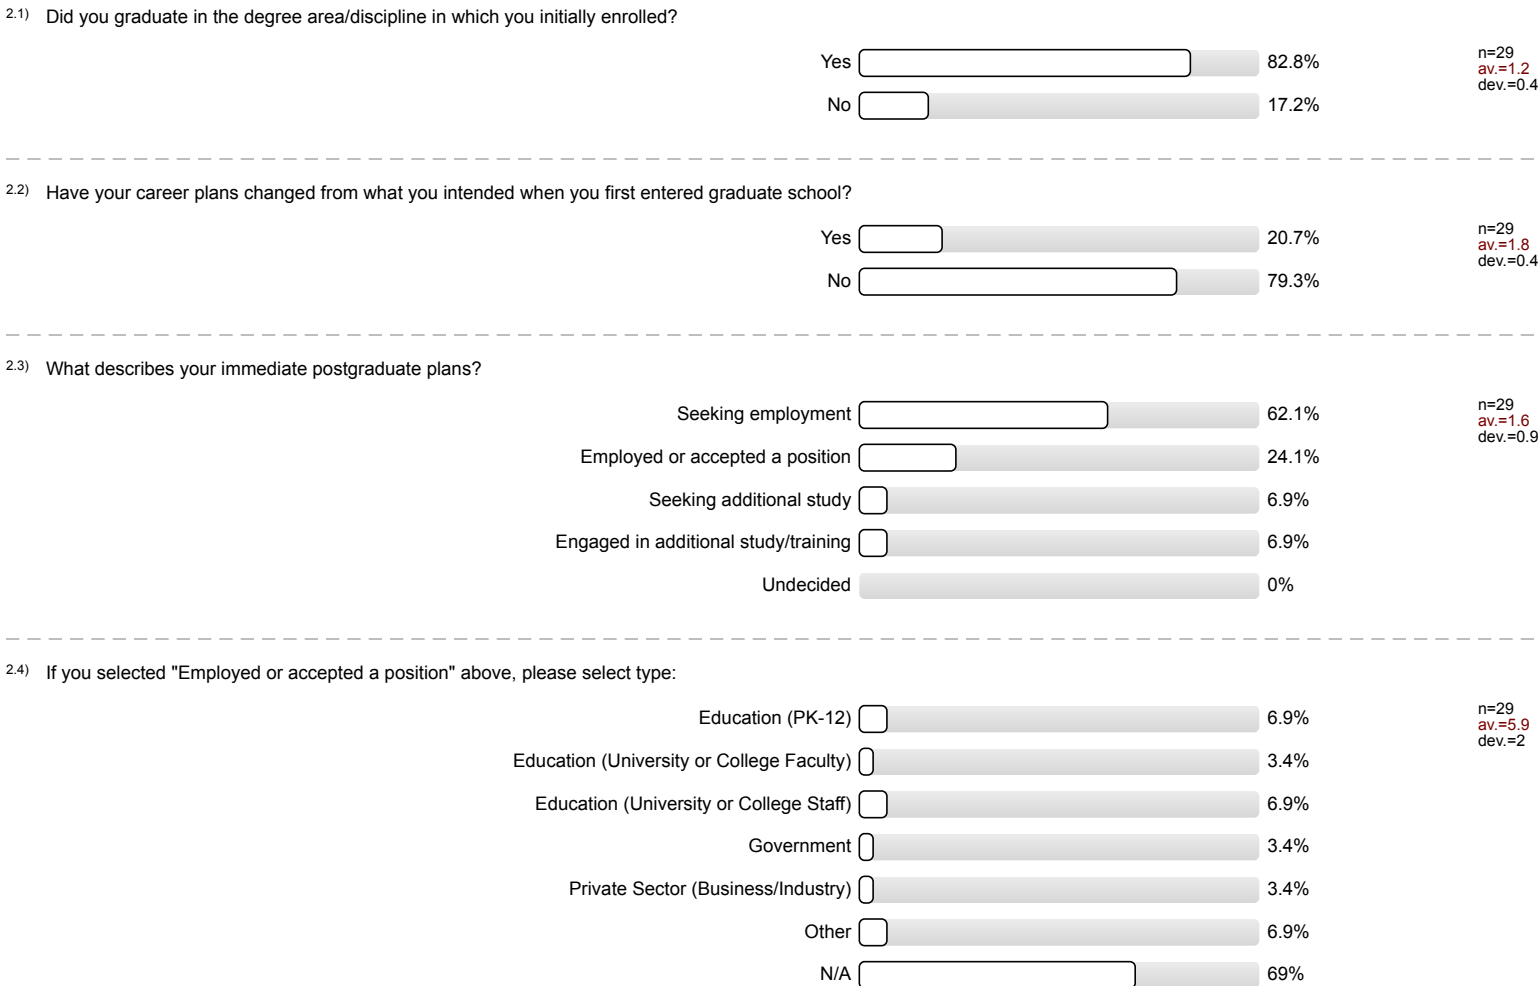 2.1) Did you graduate in the degree area/discipline in which you initially enrolled?
Yes 82.8%
No 17.2%
n=29
av.=1.2
dev.=0.4
2.2) Have your career plans changed from what you intended when you first entered graduate school?
Yes 20.7%
No 79.3%
n=29
av.=1.8
dev.=0.4
2.3) What describes your immediate postgraduate plans?
Seeking employment 62.1%
Employed or accepted a position 24.1%
Seeking additional study 6.9%
Engaged in additional study/training 6.9%
Undecided 0%
n=29
av.=1.6
dev.=0.9
2.4) If you selected "Employed or accepted a position" above, please select type:
Education (PK-12) 6.9%
Education (University or College Faculty) 3.4%
Education (University or College Staff) 6.9%
Government 3.4%
Private Sector (Business/Industry) 3.4%
Other 6.9%
N/A 69%
n=29
av.=5.9
dev.=2